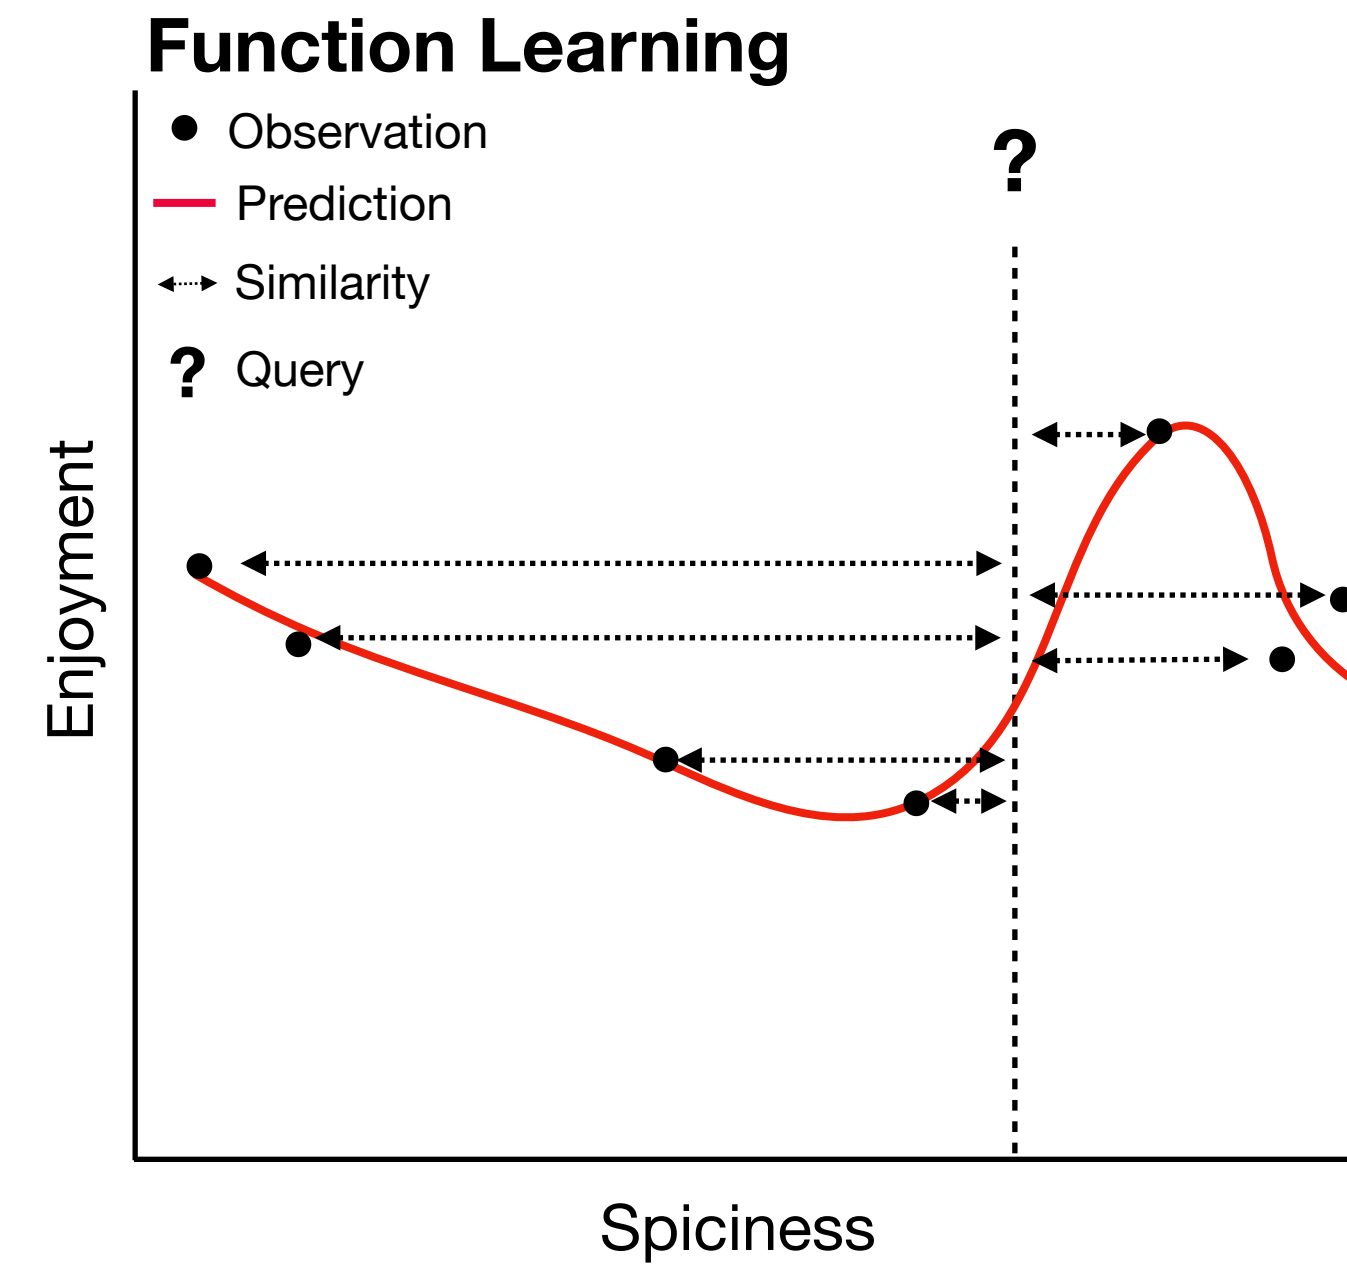 Function Learning
Observation
Prediction
Similarity
? Query
?
Enjoyment
Spiciness